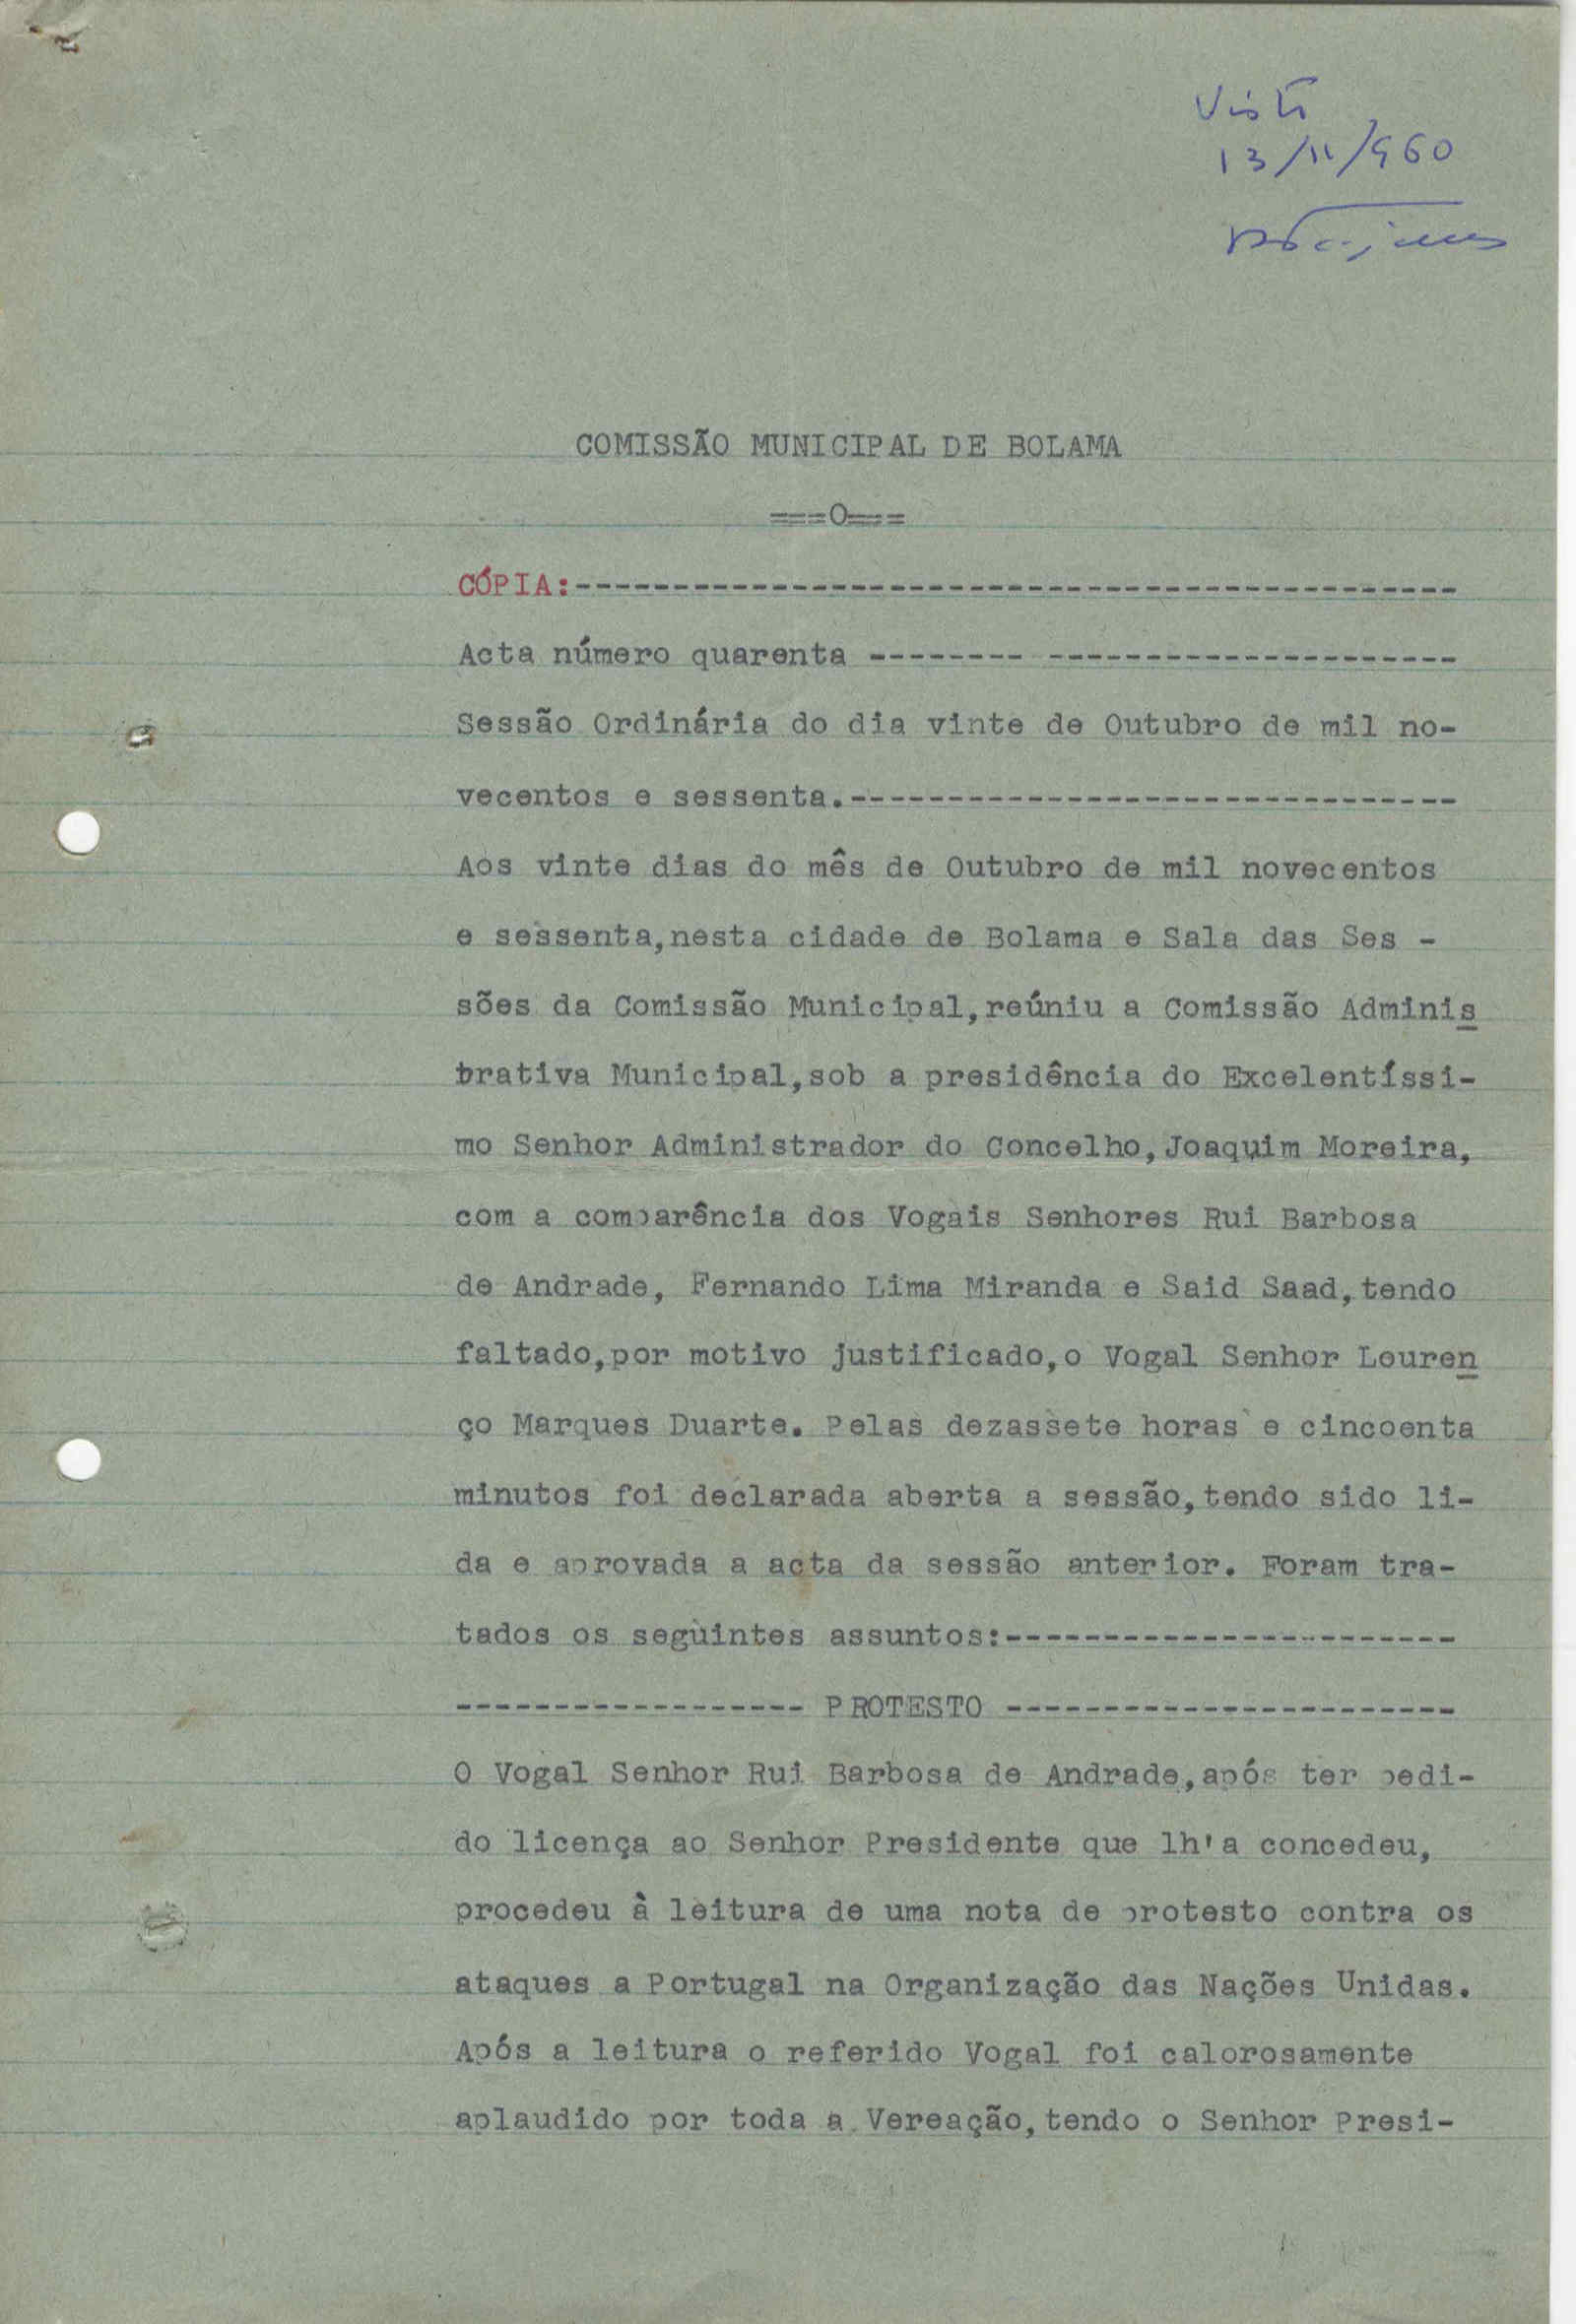 Visto
13/11/960
COMISSÃO MUNICIPAL DE BOLAMA
===O===
CÓPIA:---------------------------------------------
Acta número quarenta -------- ---------------------
Sessão Ordinária do dia vinte de Outubro de mil no-
vecentos e sessenta.-------------------------------
Aos vinte dias do mês de Outubro de mil novecentos
e sessenta,nesta cidade de Bolama e Sala das Ses -
sões da Comissão Municipal,reúniu a Comissão Adminis
trativa Municipal,sob a presidência do Excelentíssi-
mo Senhor Administrador do Concelho,Joaquim Moreira,
com a comparência dos Vogais Senhores Rui Barbosa
de Andrade, Fernando Lima Miranda e Said Saad,tendo
faltado,por motivo justificado,o Vogal Senhor Louren
ço Marques Duarte. Pelas dezassete horas e cincoenta
minutos foi declarada aberta a sessão,tendo sido li-
da e aprovada a acta da sessão anterior. Foram tra-
tados os seguintes assuntos:-----------------------
------------------ PROTESTO -----------------------
O Vogal Senhor Rui Barbosa de Andrade,após ter pedi-
do licença ao Senhor Presidente que lh'a concedeu,
procedeu à leitura de uma nota de protesto contra os
ataques a Portugal na Organização das Nações Unidas.
Após a leitura o referido Vogal foi calorosamente
aplaudido por toda a Vereação,tendo o Senhor Presi-